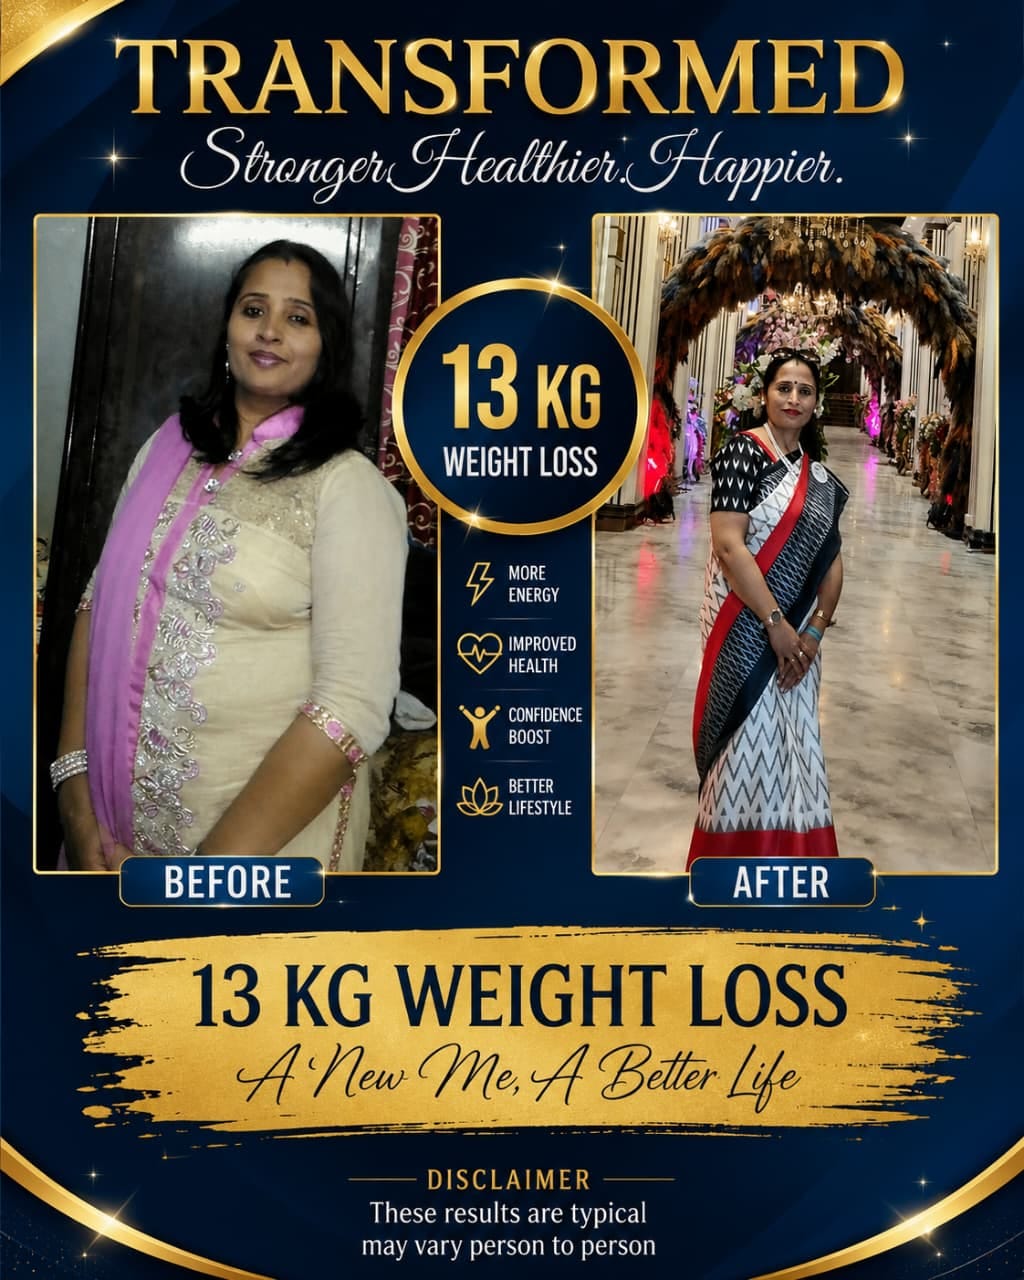 TRANSFORMED
Stronger.Healthier.Happier.
13 KG
WEIGHT LOSS
MORE
ENERGY
IMPROVED
HEALTH
CONFIDENCE
BOOST
BETTER
LIFESTYLE
BEFORE
AFTER
13 KG WEIGHT LOSS
A New Me, A Better Life
DISCLAIMER
These results are typical
may vary person to person